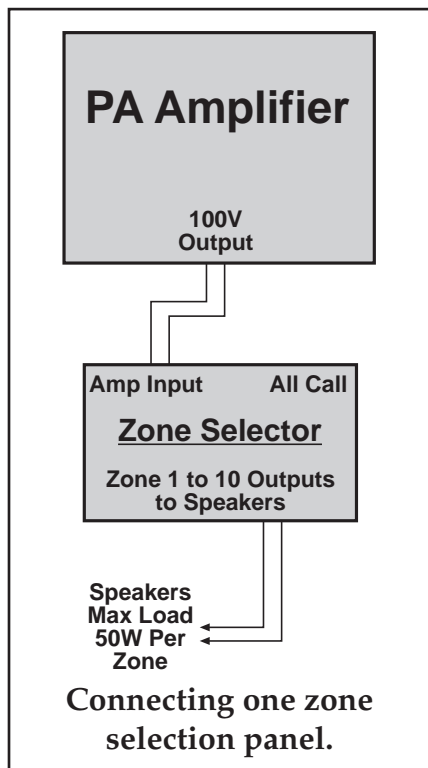 PA Amplifier
100V
Output
Amp Input All Call
Zone Selector
Zone 1 to 10 Outputs
to Speakers
Speakers
Max Load
50W Per
Zone
Connecting one zone
selection panel.